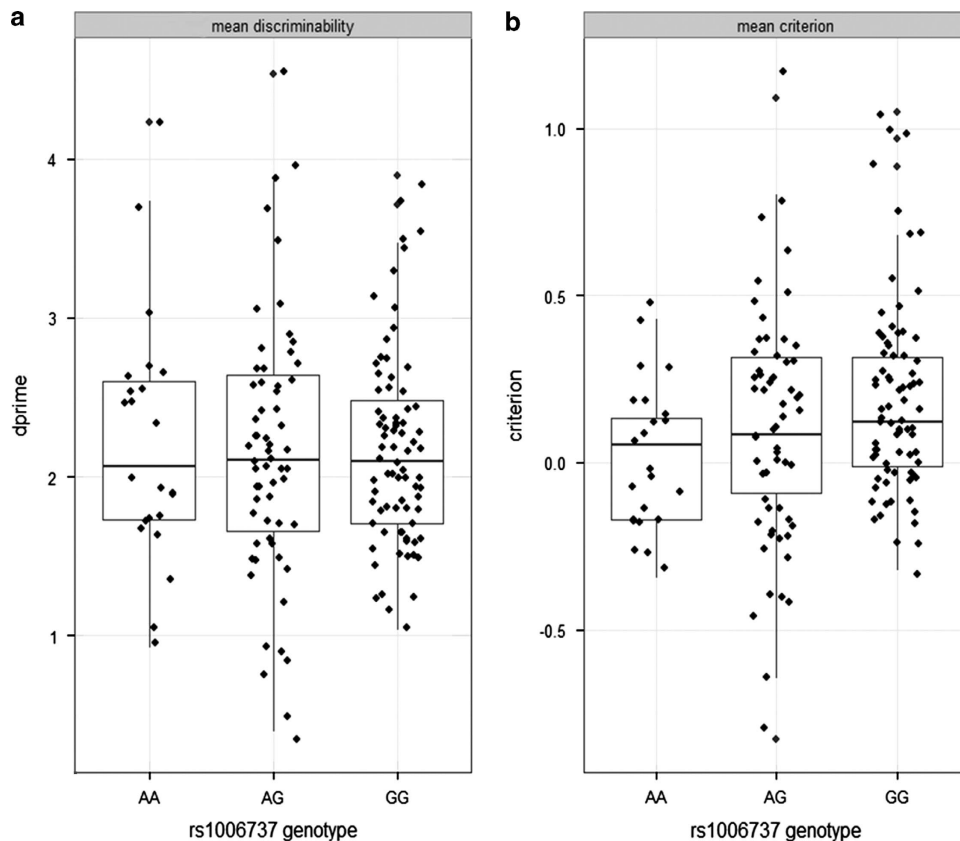 a
mean discriminability
dprime
4
3
2
1
AA AG GG
rs1006737 genotype
b
mean criterion
criterion
1.0
0.5
0.0
-0.5
AA AG GG
rs1006737 genotype